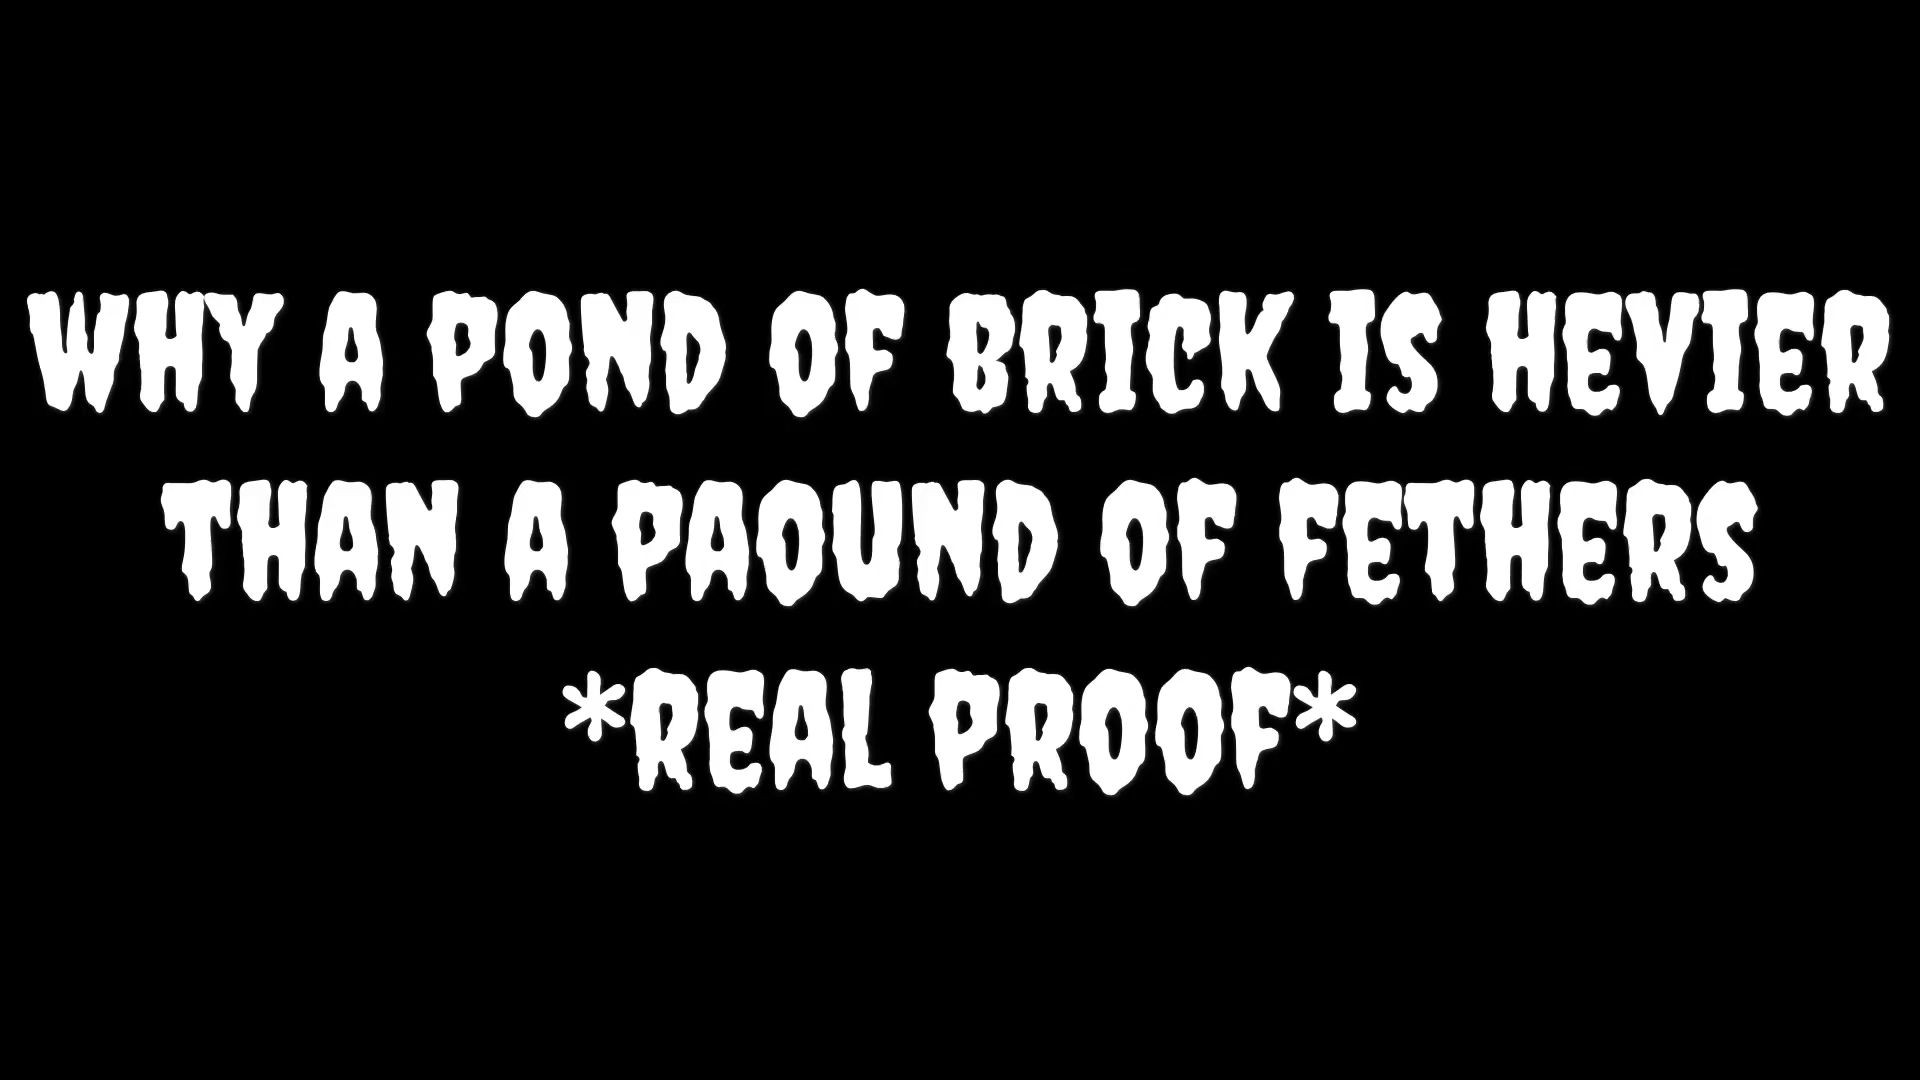 WHY A POND OF BRICK IS HEVIER
THAN A PAOUND OF FETHERS
*REAL PROOF*